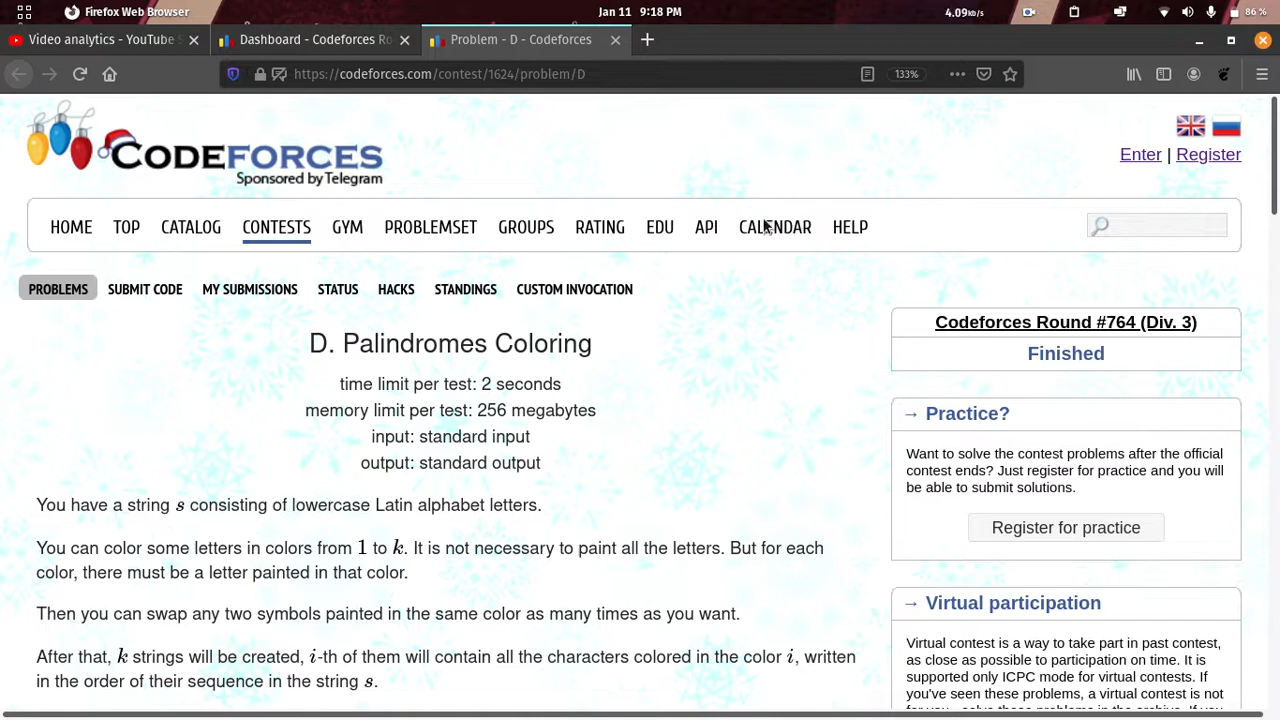 Firefox Web Browser
Jan 11 9:18 PM
4.09kb/s
86 %
Video analytics - YouTube S
Dashboard - Codeforces Ro
Problem - D - Codeforces
https://codeforces.com/contest/1624/problem/D
133%
CODEFORCES
Sponsored by Telegram
Enter | Register
HOME TOP CATALOG CONTESTS GYM PROBLEMSET GROUPS RATING EDU API CALENDAR HELP
PROBLEMS SUBMIT CODE MY SUBMISSIONS STATUS HACKS STANDINGS CUSTOM INVOCATION
D. Palindromes Coloring
time limit per test: 2 seconds
memory limit per test: 256 megabytes
input: standard input
output: standard output
You have a string s consisting of lowercase Latin alphabet letters.
You can color some letters in colors from 1 to k. It is not necessary to paint all the letters. But for each
color, there must be a letter painted in that color.
Then you can swap any two symbols painted in the same color as many times as you want.
After that, k strings will be created, i-th of them will contain all the characters colored in the color i, written
in the order of their sequence in the string s.
Codeforces Round #764 (Div. 3)
Finished
→ Practice?
Want to solve the contest problems after the official
contest ends? Just register for practice and you will
be able to submit solutions.
Register for practice
→ Virtual participation
Virtual contest is a way to take part in past contest,
as close as possible to participation on time. It is
supported only ICPC mode for virtual contests. If
you've seen these problems, a virtual contest is not